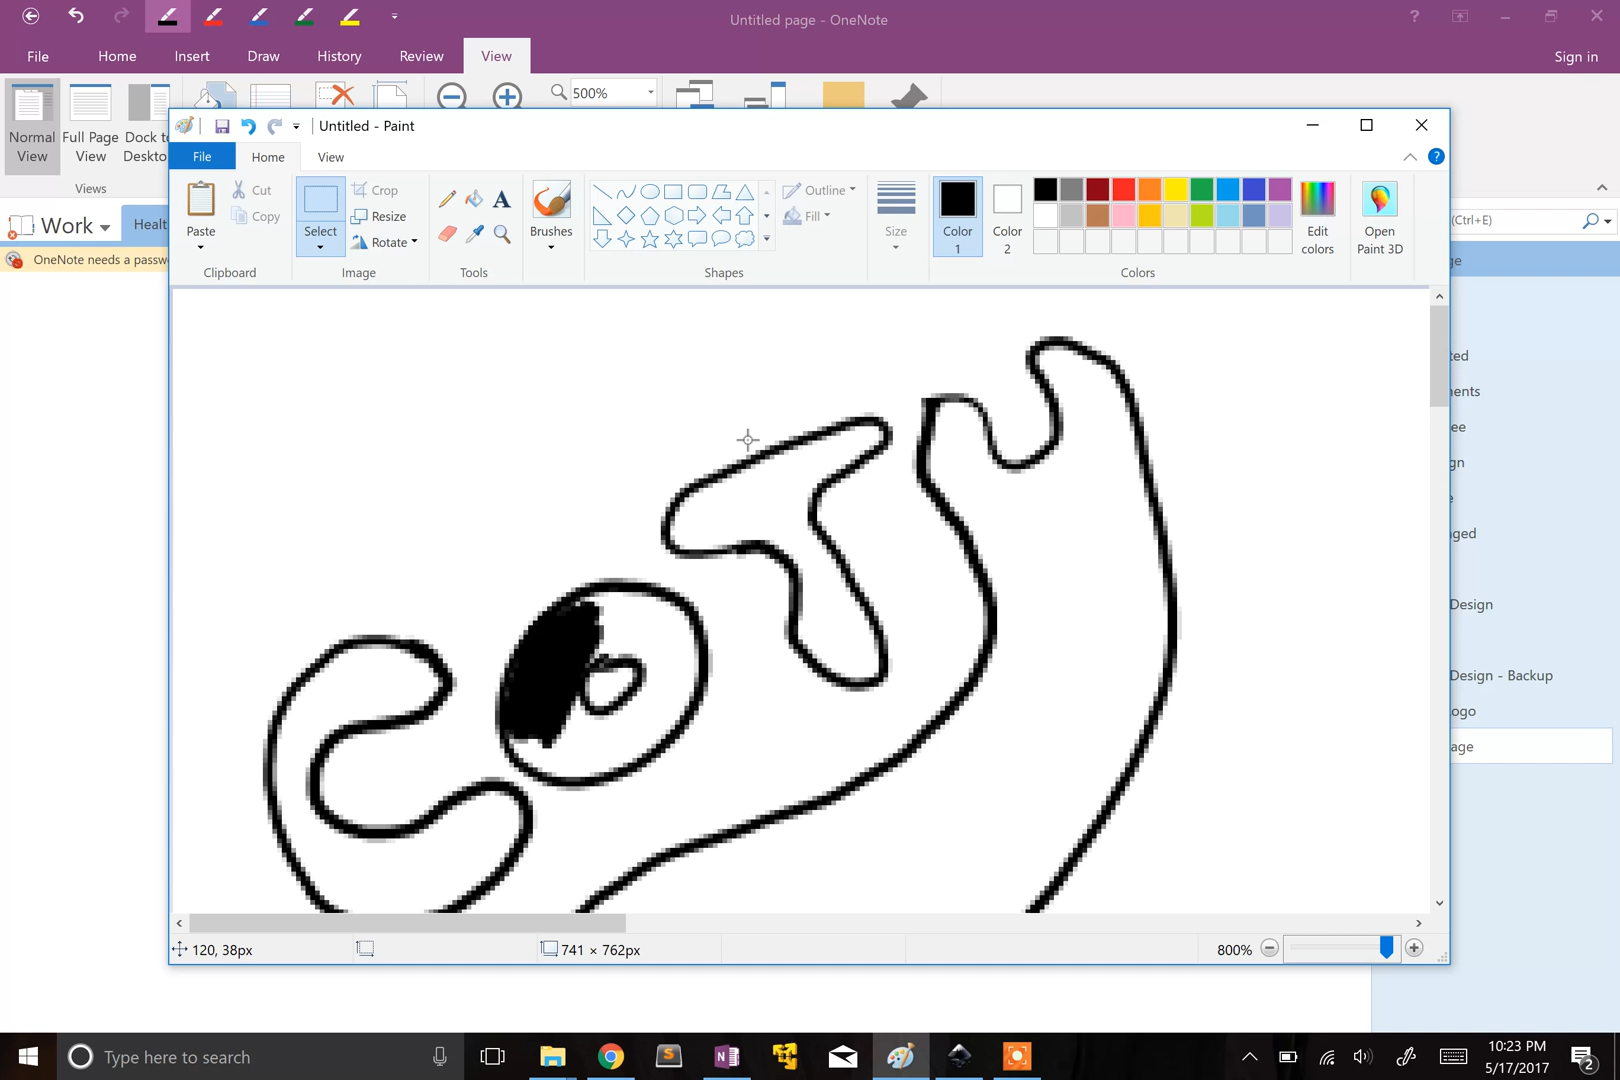 Untitled page - OneNote
File Home Insert Draw History Review View Sign in
500%
Normal View
Full Page View
Dock to
Views
Untitled - Paint
File Home View
Paste
Cut
Copy
Clipboard
Select
Crop
Resize
Rotate
Image
A
Tools
Brushes
Shapes
Outline
Fill
Size
Color 1
Color 2
Edit colors
Open Paint 3D
Colors
Work
(Ctrl+E)
OneNote needs a
Design
Design - Backup
120, 38px
741 × 762px
800%
Type here to search
10:23 PM
5/17/2017
2